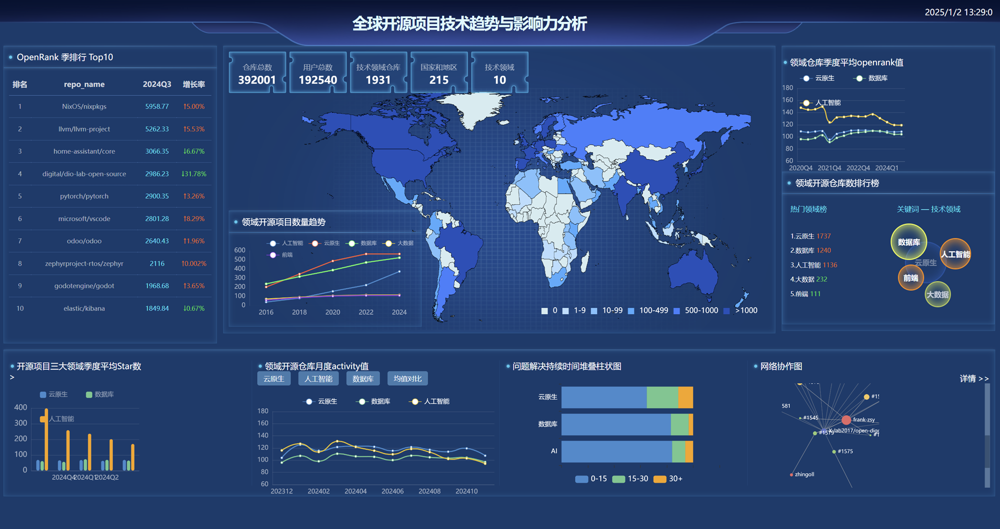 2025/1/2 13:29:0
全球开源项目技术趋势与影响力分析
OpenRank 季排行 Top10
排名 repo_name 2024Q3 增长率
1 NixOS/nixpkgs 5958.77 ↑5.00%
2 llvm/llvm-project 5262.33 ↑5.53%
3 home-assistant/core 3066.35 ↓6.67%
4 digital/dio-lab-open-source 2986.23 ↓31.78%
5 pytorch/pytorch 2900.35 ↑3.26%
6 microsoft/vscode 2801.28 ↑8.29%
7 odoo/odoo 2640.43 ↑1.96%
8 zephyrproject-rtos/zephyr 2116 ↑0.002%
9 godotengine/godot 1968.68 ↑3.65%
10 elastic/kibana 1849.84 ↓0.67%
仓库总数
392001
用户总数
192540
技术领域仓库
1931
国家和地区
215
技术领域
10
领域开源项目数量趋势
人工智能 云原生 数据库 大数据
前端
600
500
400
300
200
100
0
2016 2018 2020 2022 2024
0 1-9 10-99 100-499 500-1000 >1000
领域仓库季度平均openrank值
云原生 数据库
人工智能
180
160
140
120
100
80
60
2020Q4 2021Q4 2022Q4 2024Q1
领域开源仓库数排行榜
热门领域榜
1.云原生 1737
2.数据库 1240
3.人工智能 1136
4.大数据 232
5.前端 111
关键词 — 技术领域
数据库
人工智能
云原生
前端
大数据
开源项目三大领域季度平均Star数
>
云原生 数据库
人工智能
400
300
200
100
0
2024Q4 2024Q1 2024Q2
领域开源仓库月度activity值
云原生 人工智能 数据库 均值对比
云原生 数据库 人工智能
180
160
140
120
100
80
60
202312 202402 202404 202406 202408 202410
问题解决持续时间堆叠柱状图
云原生
数据库
AI
0-15 15-30 30+
网络协作图
详情 >>
#15
581
#1545
frank-zsy
X-lab2017/open-digg
#1579
#1
#1575
zhingoll